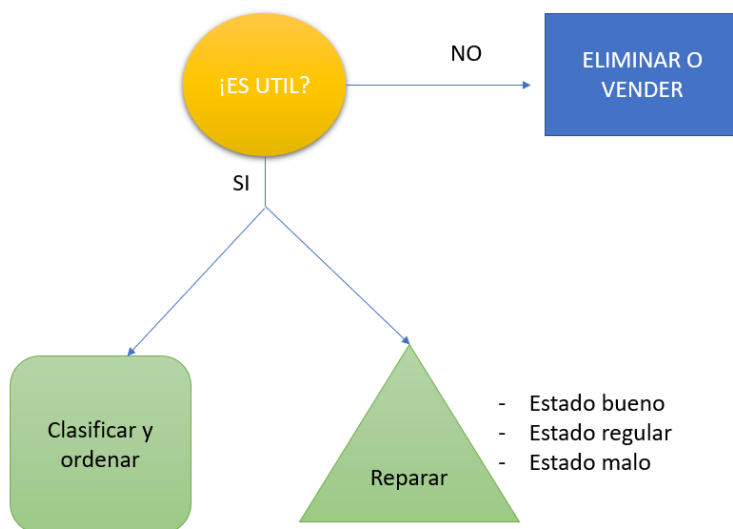 ¡ES UTIL?
NO
ELIMINAR O
VENDER
SI
Clasificar y
ordenar
Reparar
- Estado bueno
- Estado regular
- Estado malo